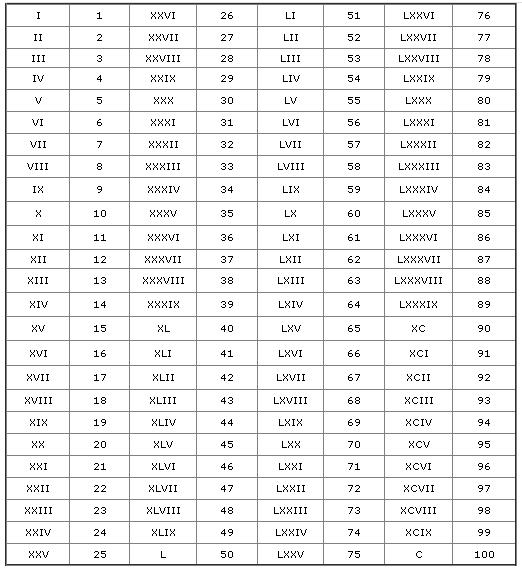 I 1 XXVI 26 LI 51 LXXVI 76
II 2 XXVII 27 LII 52 LXXVII 77
III 3 XXVIII 28 LIII 53 LXXVIII 78
IV 4 XXIX 29 LIV 54 LXXIX 79
V 5 XXX 30 LV 55 LXXX 80
VI 6 XXXI 31 LVI 56 LXXXI 81
VII 7 XXXII 32 LVII 57 LXXXII 82
VIII 8 XXXIII 33 LVIII 58 LXXXIII 83
IX 9 XXXIV 34 LIX 59 LXXXIV 84
X 10 XXXV 35 LX 60 LXXXV 85
XI 11 XXXVI 36 LXI 61 LXXXVI 86
XII 12 XXXVII 37 LXII 62 LXXXVII 87
XIII 13 XXXVIII 38 LXIII 63 LXXXVIII 88
XIV 14 XXXIX 39 LXIV 64 LXXXIX 89
XV 15 XL 40 LXV 65 XC 90
XVI 16 XLI 41 LXVI 66 XCI 91
XVII 17 XLII 42 LXVII 67 XCII 92
XVIII 18 XLIII 43 LXVIII 68 XCIII 93
XIX 19 XLIV 44 LXIX 69 XCIV 94
XX 20 XLV 45 LXX 70 XCV 95
XXI 21 XLVI 46 LXXI 71 XCVI 96
XXII 22 XLVII 47 LXXII 72 XCVII 97
XXIII 23 XLVIII 48 LXXIII 73 XCVIII 98
XXIV 24 XLIX 49 LXXIV 74 XCIX 99
XXV 25 L 50 LXXV 75 C 100